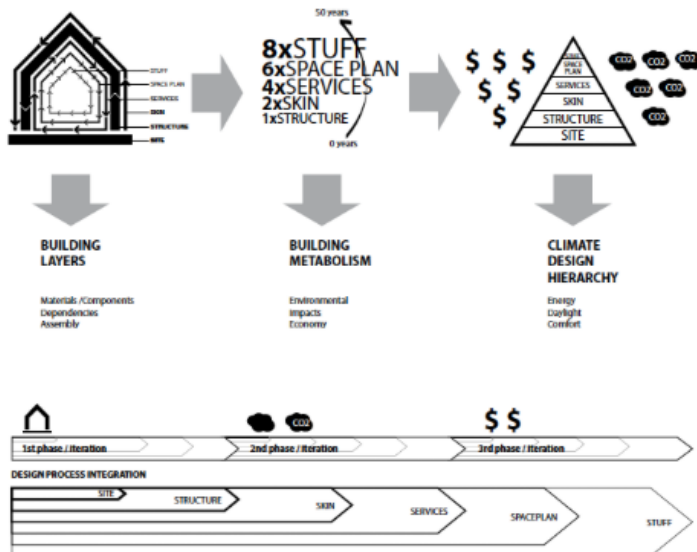 50 years
8xSTUFF
6xSPACE PLAN
4xSERVICES
2xSKIN
1xSTRUCTURE
0 years
STUFF
SPACE PLAN
SERVICES
SKIN
STRUCTURE
SITE
$ $ $
$ $
$
SPACE
PLAN
SERVICES
SKIN
STRUCTURE
SITE
CO2 CO2 CO2
CO2 CO2
CO2
BUILDING
LAYERS
Materials /Components
Dependencies
Assembly
BUILDING
METABOLISM
Environmental
Impacts
Economy
CLIMATE
DESIGN
HIERARCHY
Energy
Daylight
Comfort
CO2
$ $
1st phase / iteration
2nd phase / iteration
3rd phase / iteration
DESIGN PROCESS INTEGRATION
SITE
STRUCTURE
SKIN
SERVICES
SPACEPLAN
STUFF